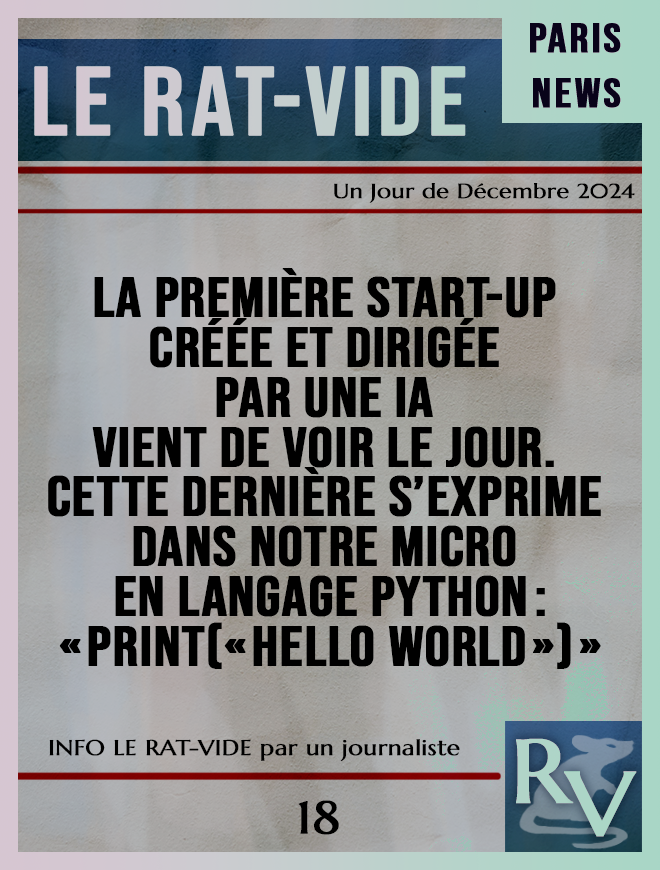 LE RAT-VIDE
PARIS
NEWS
Un Jour de Décembre 2024
LA PREMIÈRE START-UP
CRÉÉE ET DIRIGÉE
PAR UNE IA
VIENT DE VOIR LE JOUR.
CETTE DERNIÈRE S’EXPRIME
DANS NOTRE MICRO
EN LANGAGE PYTHON :
« PRINT(« HELLO WORLD ») »
INFO LE RAT-VIDE par un journaliste
RV
18